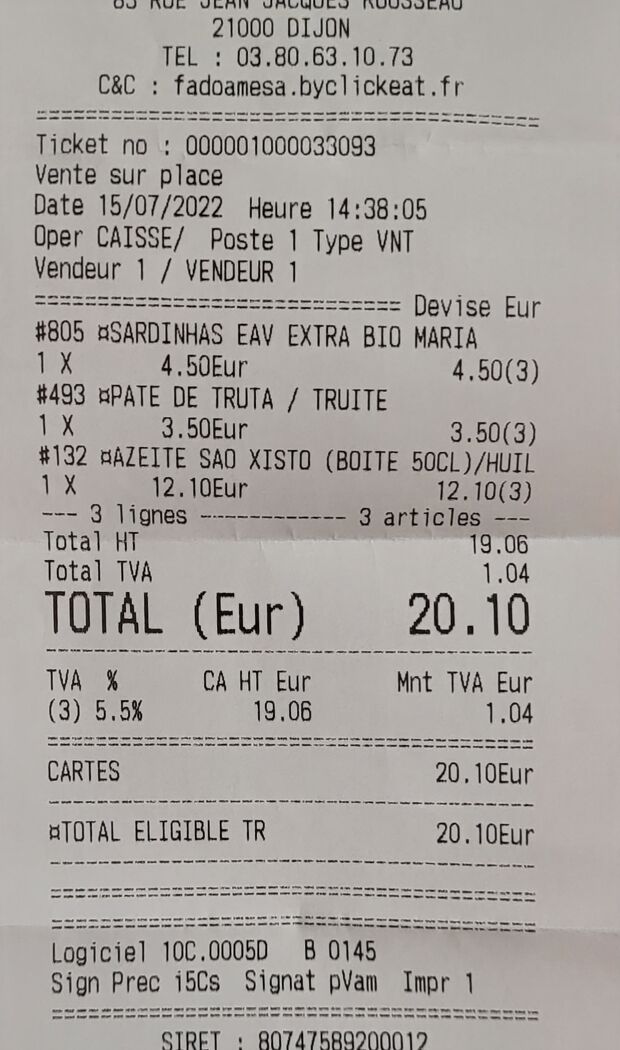 85 RUE JEAN JACQUES ROUSSEAU
21000 DIJON
TEL : 03.80.63.10.73
C&C : fadoamesa.byclickeat.fr
Ticket no : 000001000033093
Vente sur place
Date 15/07/2022 Heure 14:38:05
Oper CAISSE/ Poste 1 Type VNT
Vendeur 1 / VENDEUR 1
============================ Devise Eur
#805 ¤SARDINHAS EAV EXTRA BIO MARIA
1 X 4.50Eur 4.50(3)
#493 ¤PATE DE TRUTA / TRUITE
1 X 3.50Eur 3.50(3)
#132 ¤AZEITE SAO XISTO (BOITE 50CL)/HUIL
1 X 12.10Eur 12.10(3)
--- 3 lignes ------------ 3 articles ---
Total HT 19.06
Total TVA 1.04
TOTAL (Eur) 20.10
TVA % CA HT Eur Mnt TVA Eur
(3) 5.5% 19.06 1.04
CARTES 20.10Eur
¤TOTAL ELIGIBLE TR 20.10Eur
Logiciel 10C.0005D B 0145
Sign Prec i5Cs Signat pVam Impr 1
SIRET : 80747589200012